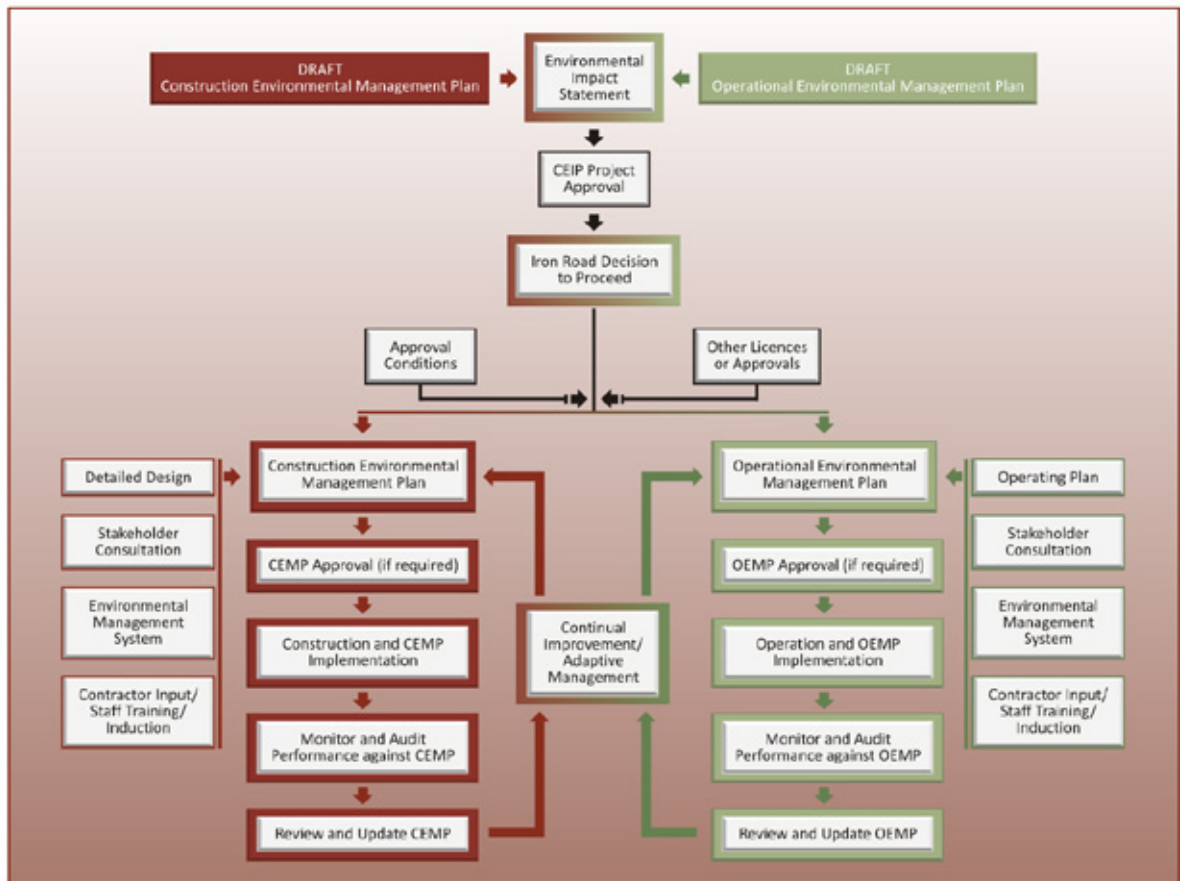 DRAFT
Construction Environmental Management Plan
Environmental
Impact
Statement
DRAFT
Operational Environmental Management Plan
CEIP Project
Approval
Iron Road Decision
to Proceed
Approval
Conditions
Other Licences
or Approvals
Detailed Design
Stakeholder
Consultation
Environmental
Management
System
Contractor Input/
Staff Training/
Induction
Construction Environmental
Management Plan
CEMP Approval (if required)
Construction and CEMP
Implementation
Monitor and Audit
Performance against CEMP
Review and Update CEMP
Continual
Improvement/
Adaptive
Management
Operational Environmental
Management Plan
OEMP Approval (if required)
Operation and OEMP
Implementation
Monitor and Audit
Performance against OEMP
Review and Update OEMP
Operating Plan
Stakeholder
Consultation
Environmental
Management
System
Contractor Input/
Staff Training/
Induction